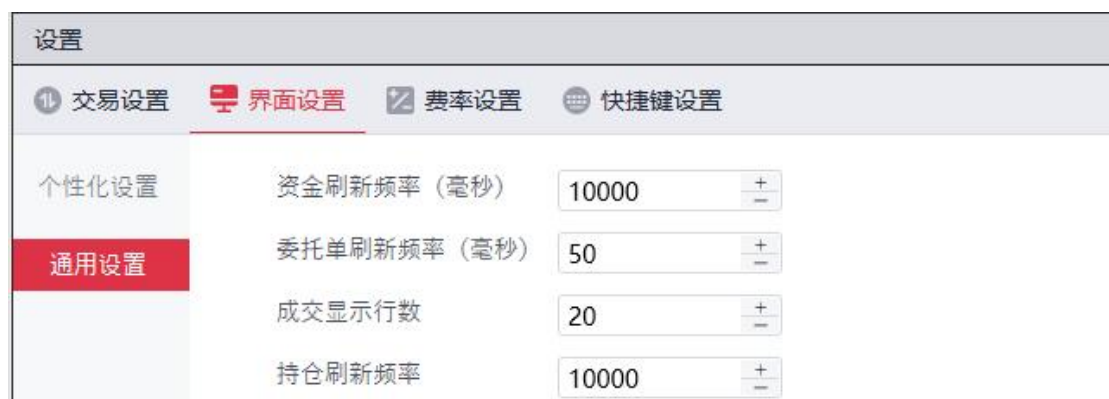 设置
交易设置 界面设置 费率设置 快捷键设置
个性化设置 资金刷新频率（毫秒） 10000
通用设置 委托单刷新频率（毫秒） 50
成交显示行数 20
持仓刷新频率 10000